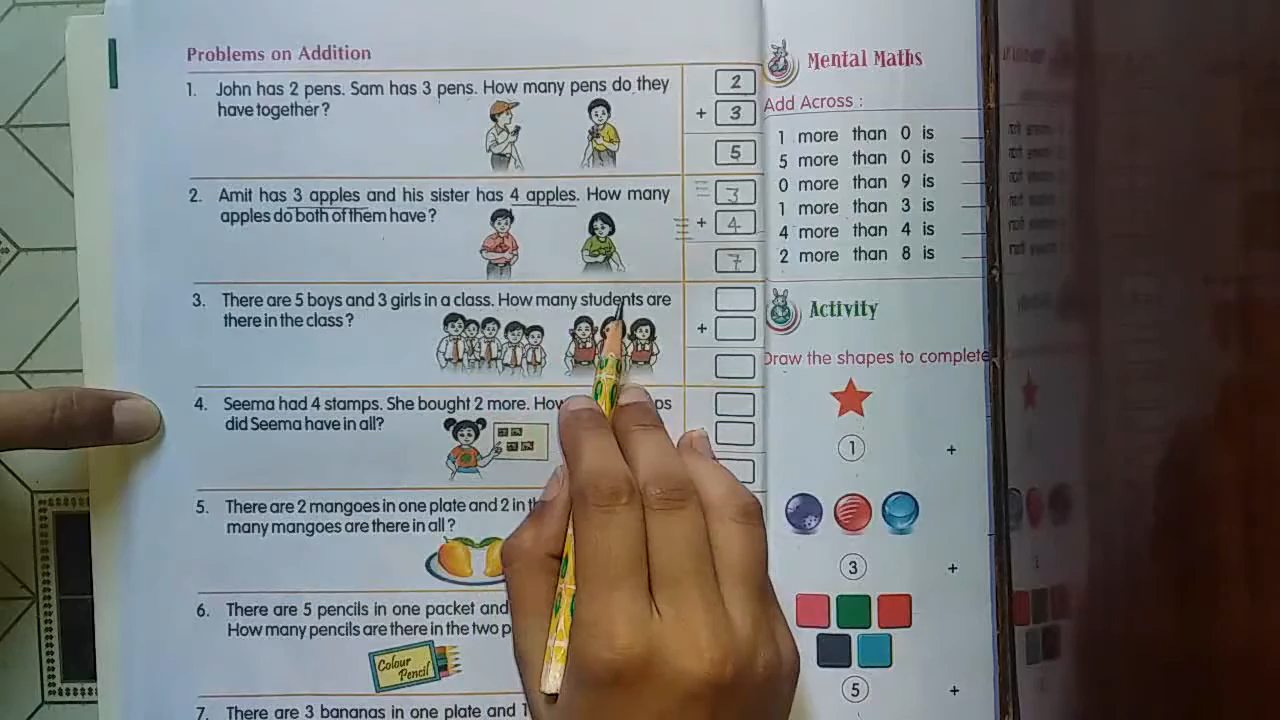 Problems on Addition
1. John has 2 pens. Sam has 3 pens. How many pens do they
have together?
2
+ 3
5
2. Amit has 3 apples and his sister has 4 apples. How many
apples do both of them have?
3
+ 4
7
3. There are 5 boys and 3 girls in a class. How many students are
there in the class?
+
4. Seema had 4 stamps. She bought 2 more.
did Seema have in all?
5. There are 2 mangoes in one plate and 2 in
many mangoes are there in all?
6. There are 5 pencils in one packet and
How many pencils are there in the two
Colour
Pencil
7. There are 3 bananas in one plate and 1
Mental Maths
Add Across :
1 more than 0 is
5 more than 0 is
0 more than 9 is
1 more than 3 is
4 more than 4 is
2 more than 8 is
Activity
Draw the shapes to complete
1 +
3 +
5 +